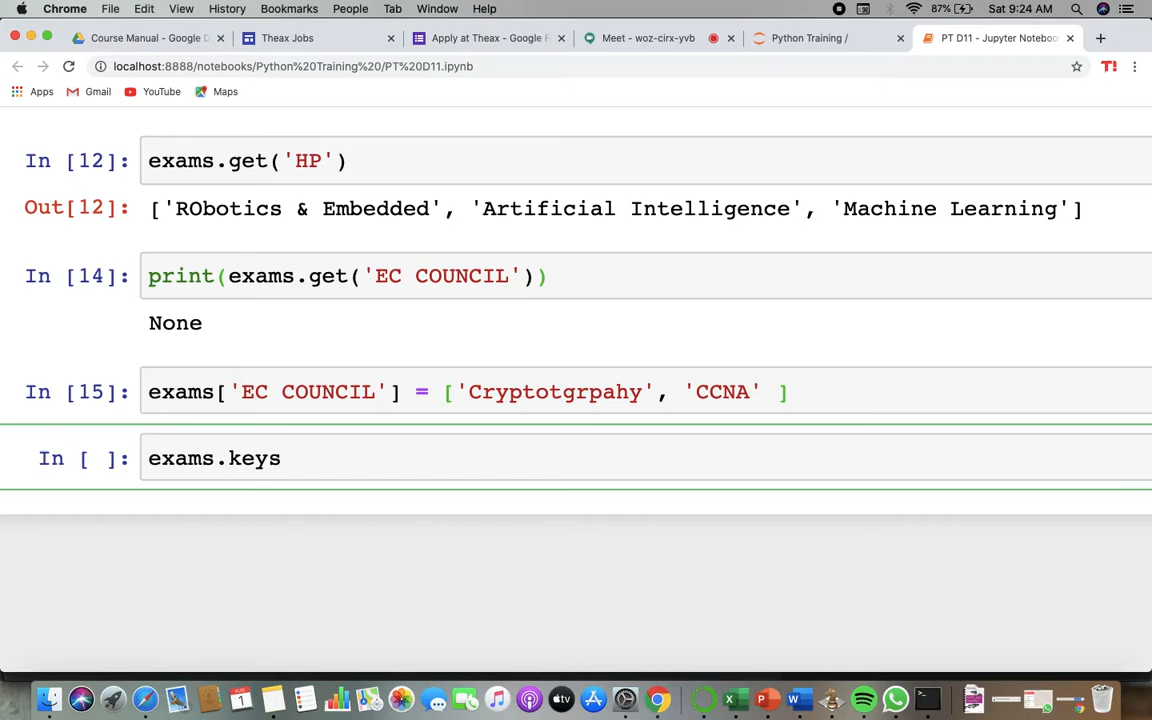 Chrome File Edit View History Bookmarks People Tab Window Help 87% Sat 9:24 AM
Course Manual - Google D Theax Jobs Apply at Theax - Google F Meet - woz-cirx-yvb Python Training / PT D11 - Jupyter Noteboo
localhost:8888/notebooks/Python%20Training%20/PT%20D11.ipynb T!
Apps Gmail YouTube Maps
In [12]: exams.get('HP')
Out[12]: ['RObotics & Embedded', 'Artificial Intelligence', 'Machine Learning']
In [14]: print(exams.get('EC COUNCIL'))
None
In [15]: exams['EC COUNCIL'] = ['Cryptotgrpahy', 'CCNA' ]
In [ ]: exams.keys